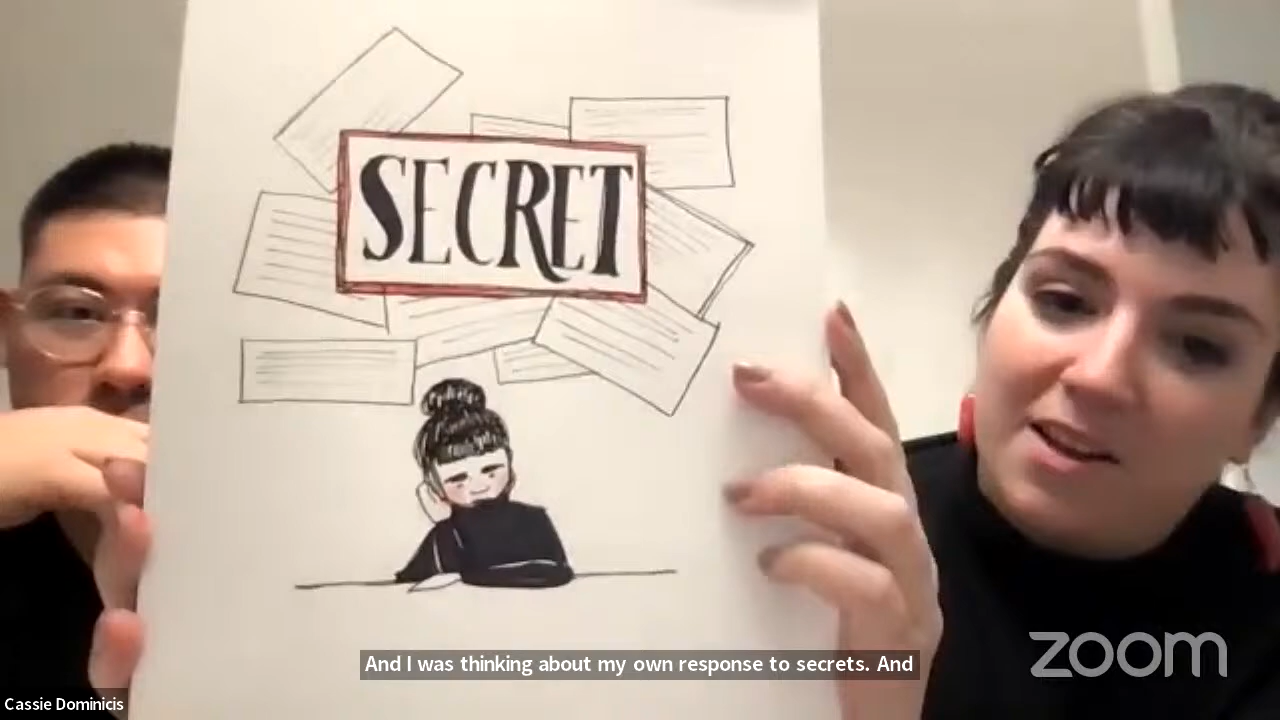 SECRET
And I was thinking about my own response to secrets. And
zoom
Cassie Dominicis